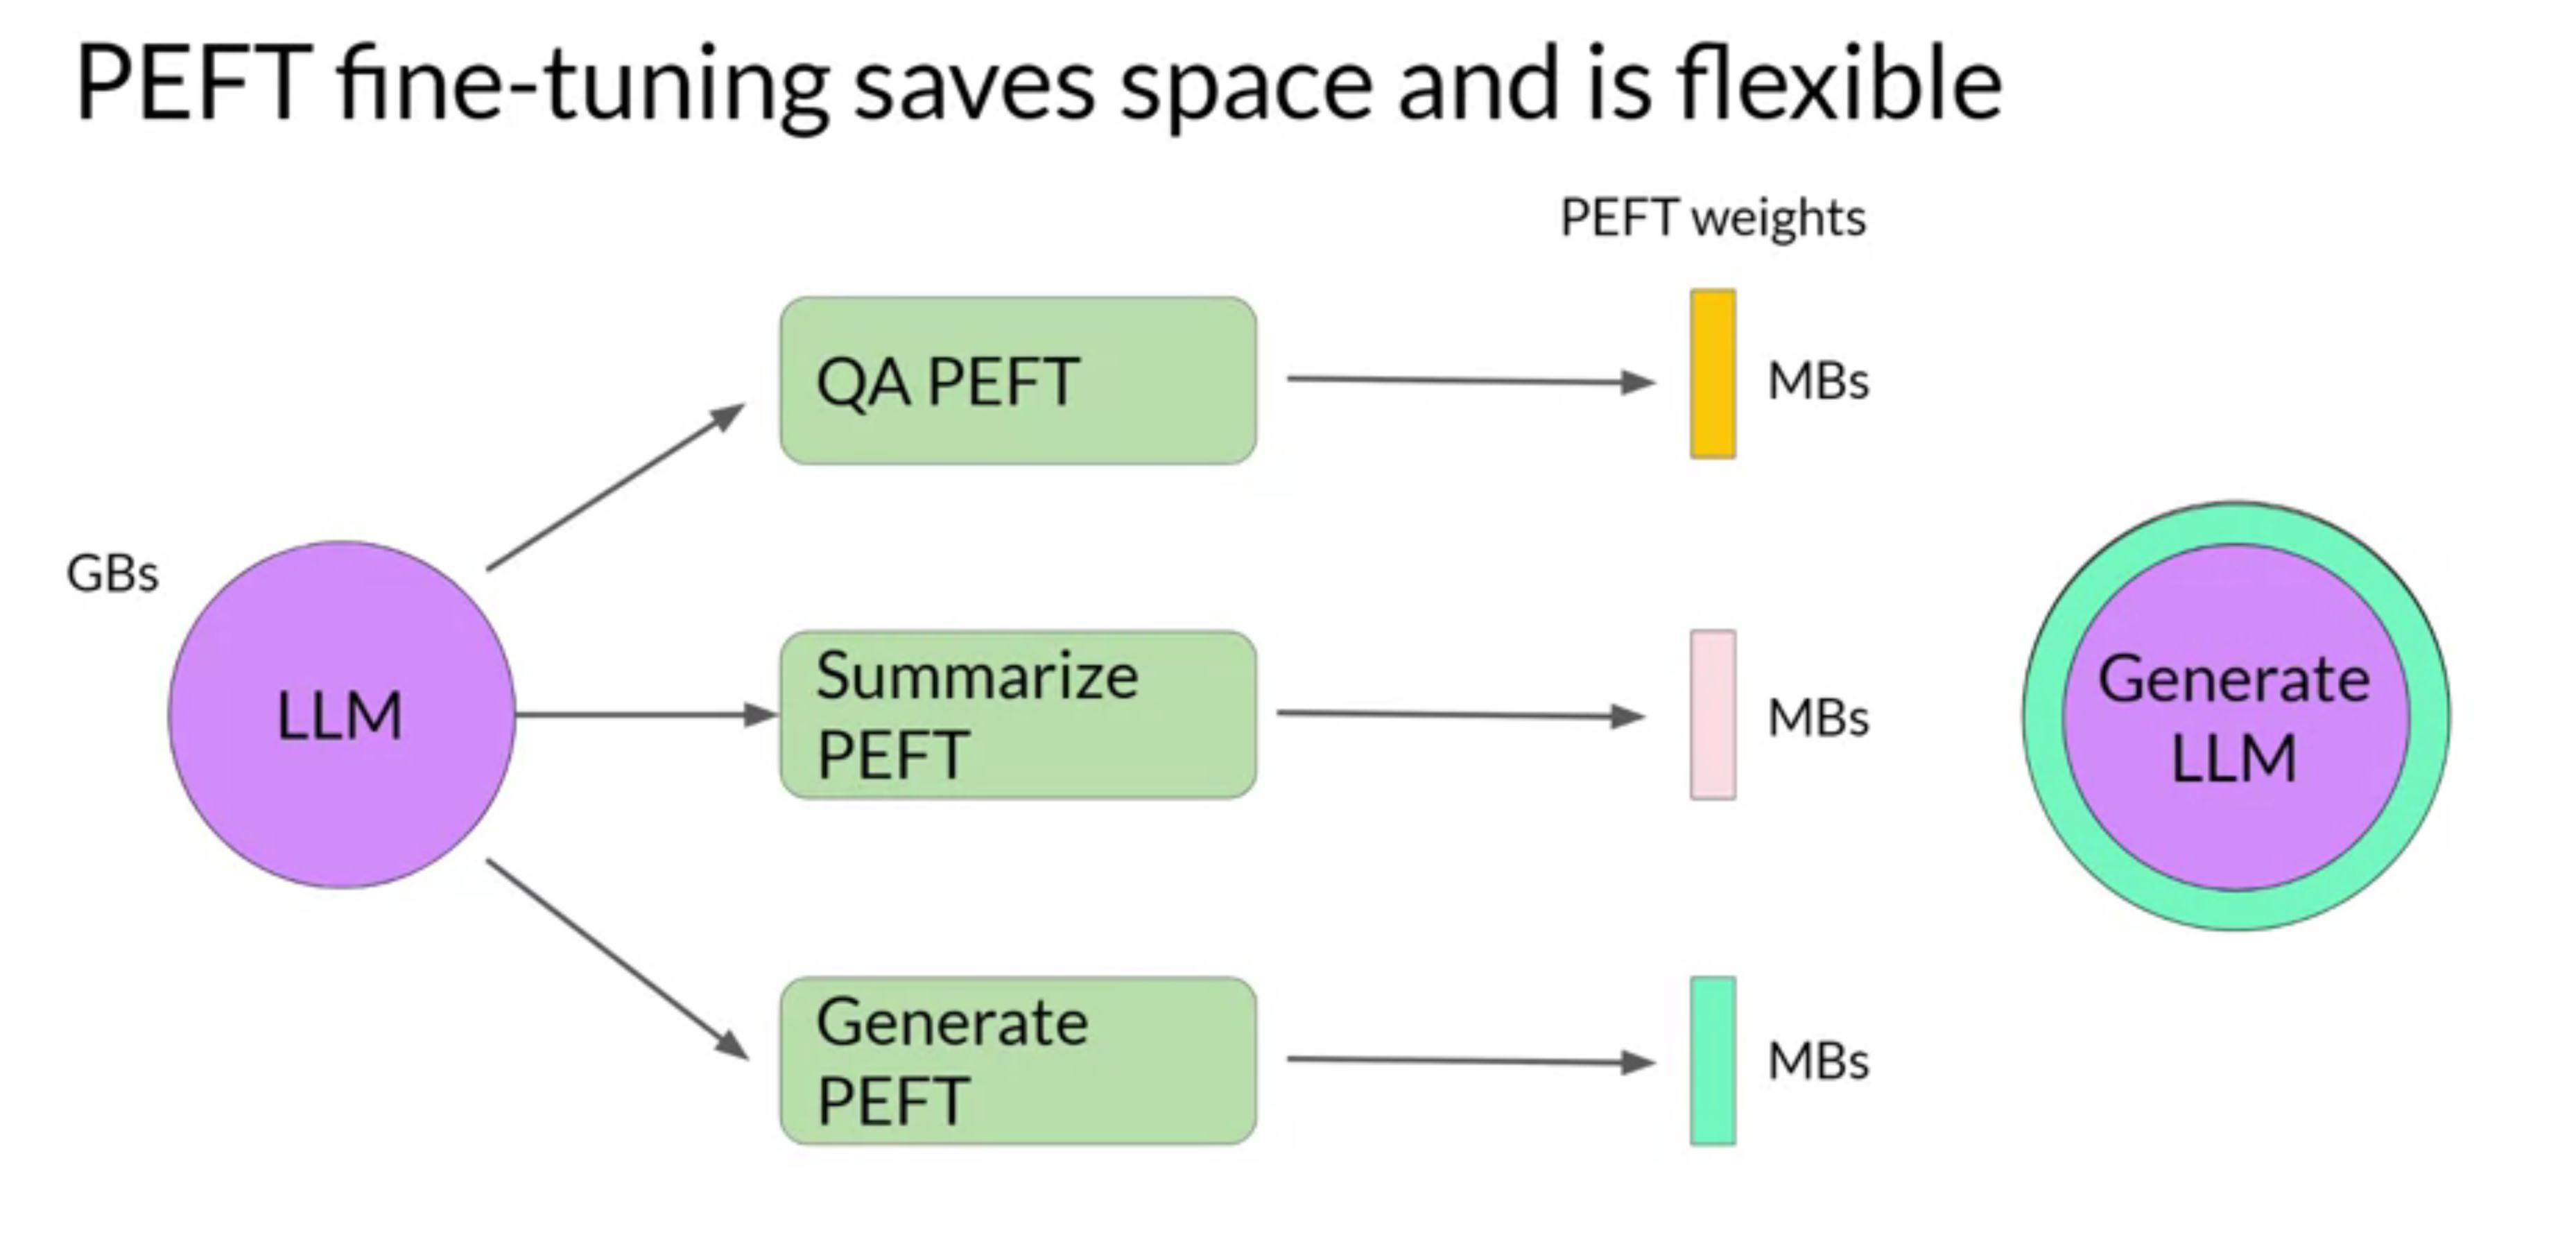 PEFT fine-tuning saves space and is flexible
PEFT weights
QA PEFT
MBs
GBs
LLM
Summarize
PEFT
MBs
Generate
LLM
Generate
PEFT
MBs